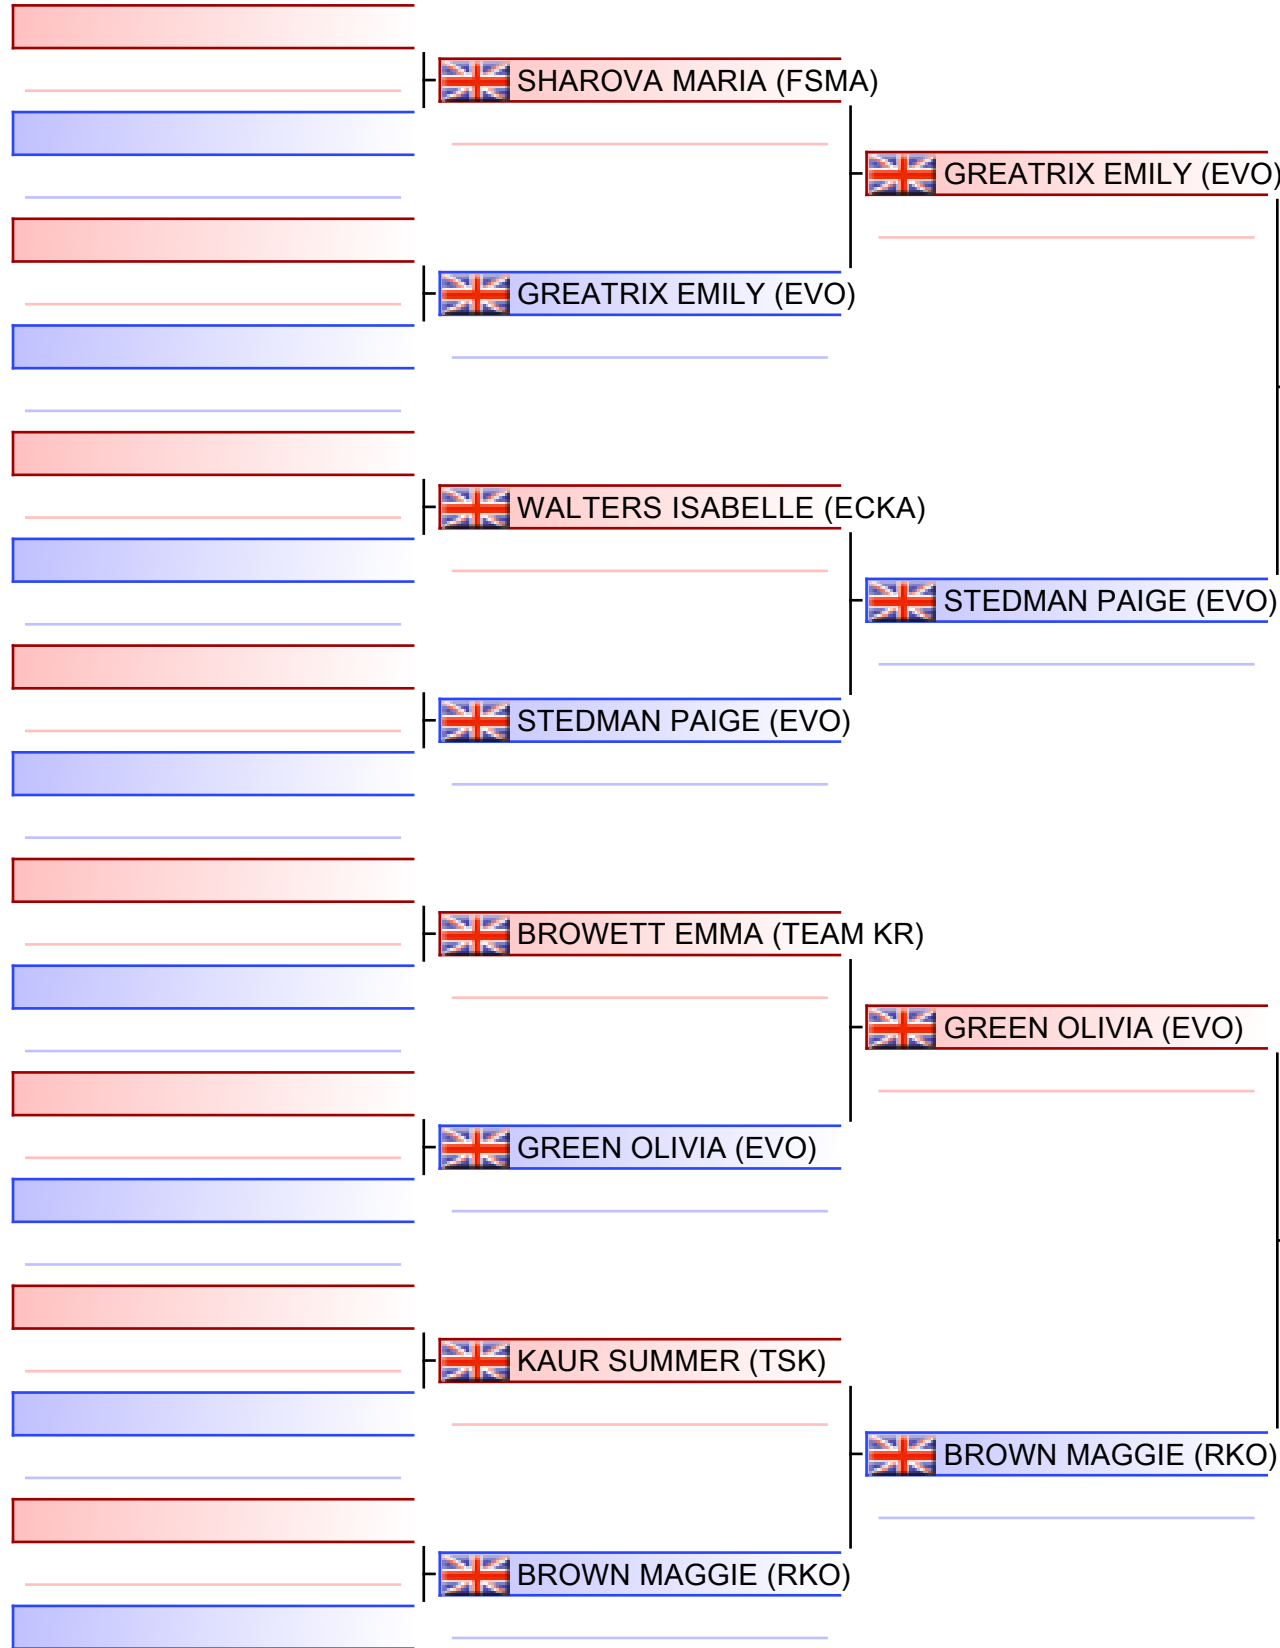 SHAROVA MARIA (FSMA)
GREATRIX EMILY (EVO)
GREATRIX EMILY (EVO)
WALTERS ISABELLE (ECKA)
STEDMAN PAIGE (EVO)
STEDMAN PAIGE (EVO)
BROWETT EMMA (TEAM KR)
GREEN OLIVIA (EVO)
GREEN OLIVIA (EVO)
KAUR SUMMER (TSK)
BROWN MAGGIE (RKO)
BROWN MAGGIE (RKO)